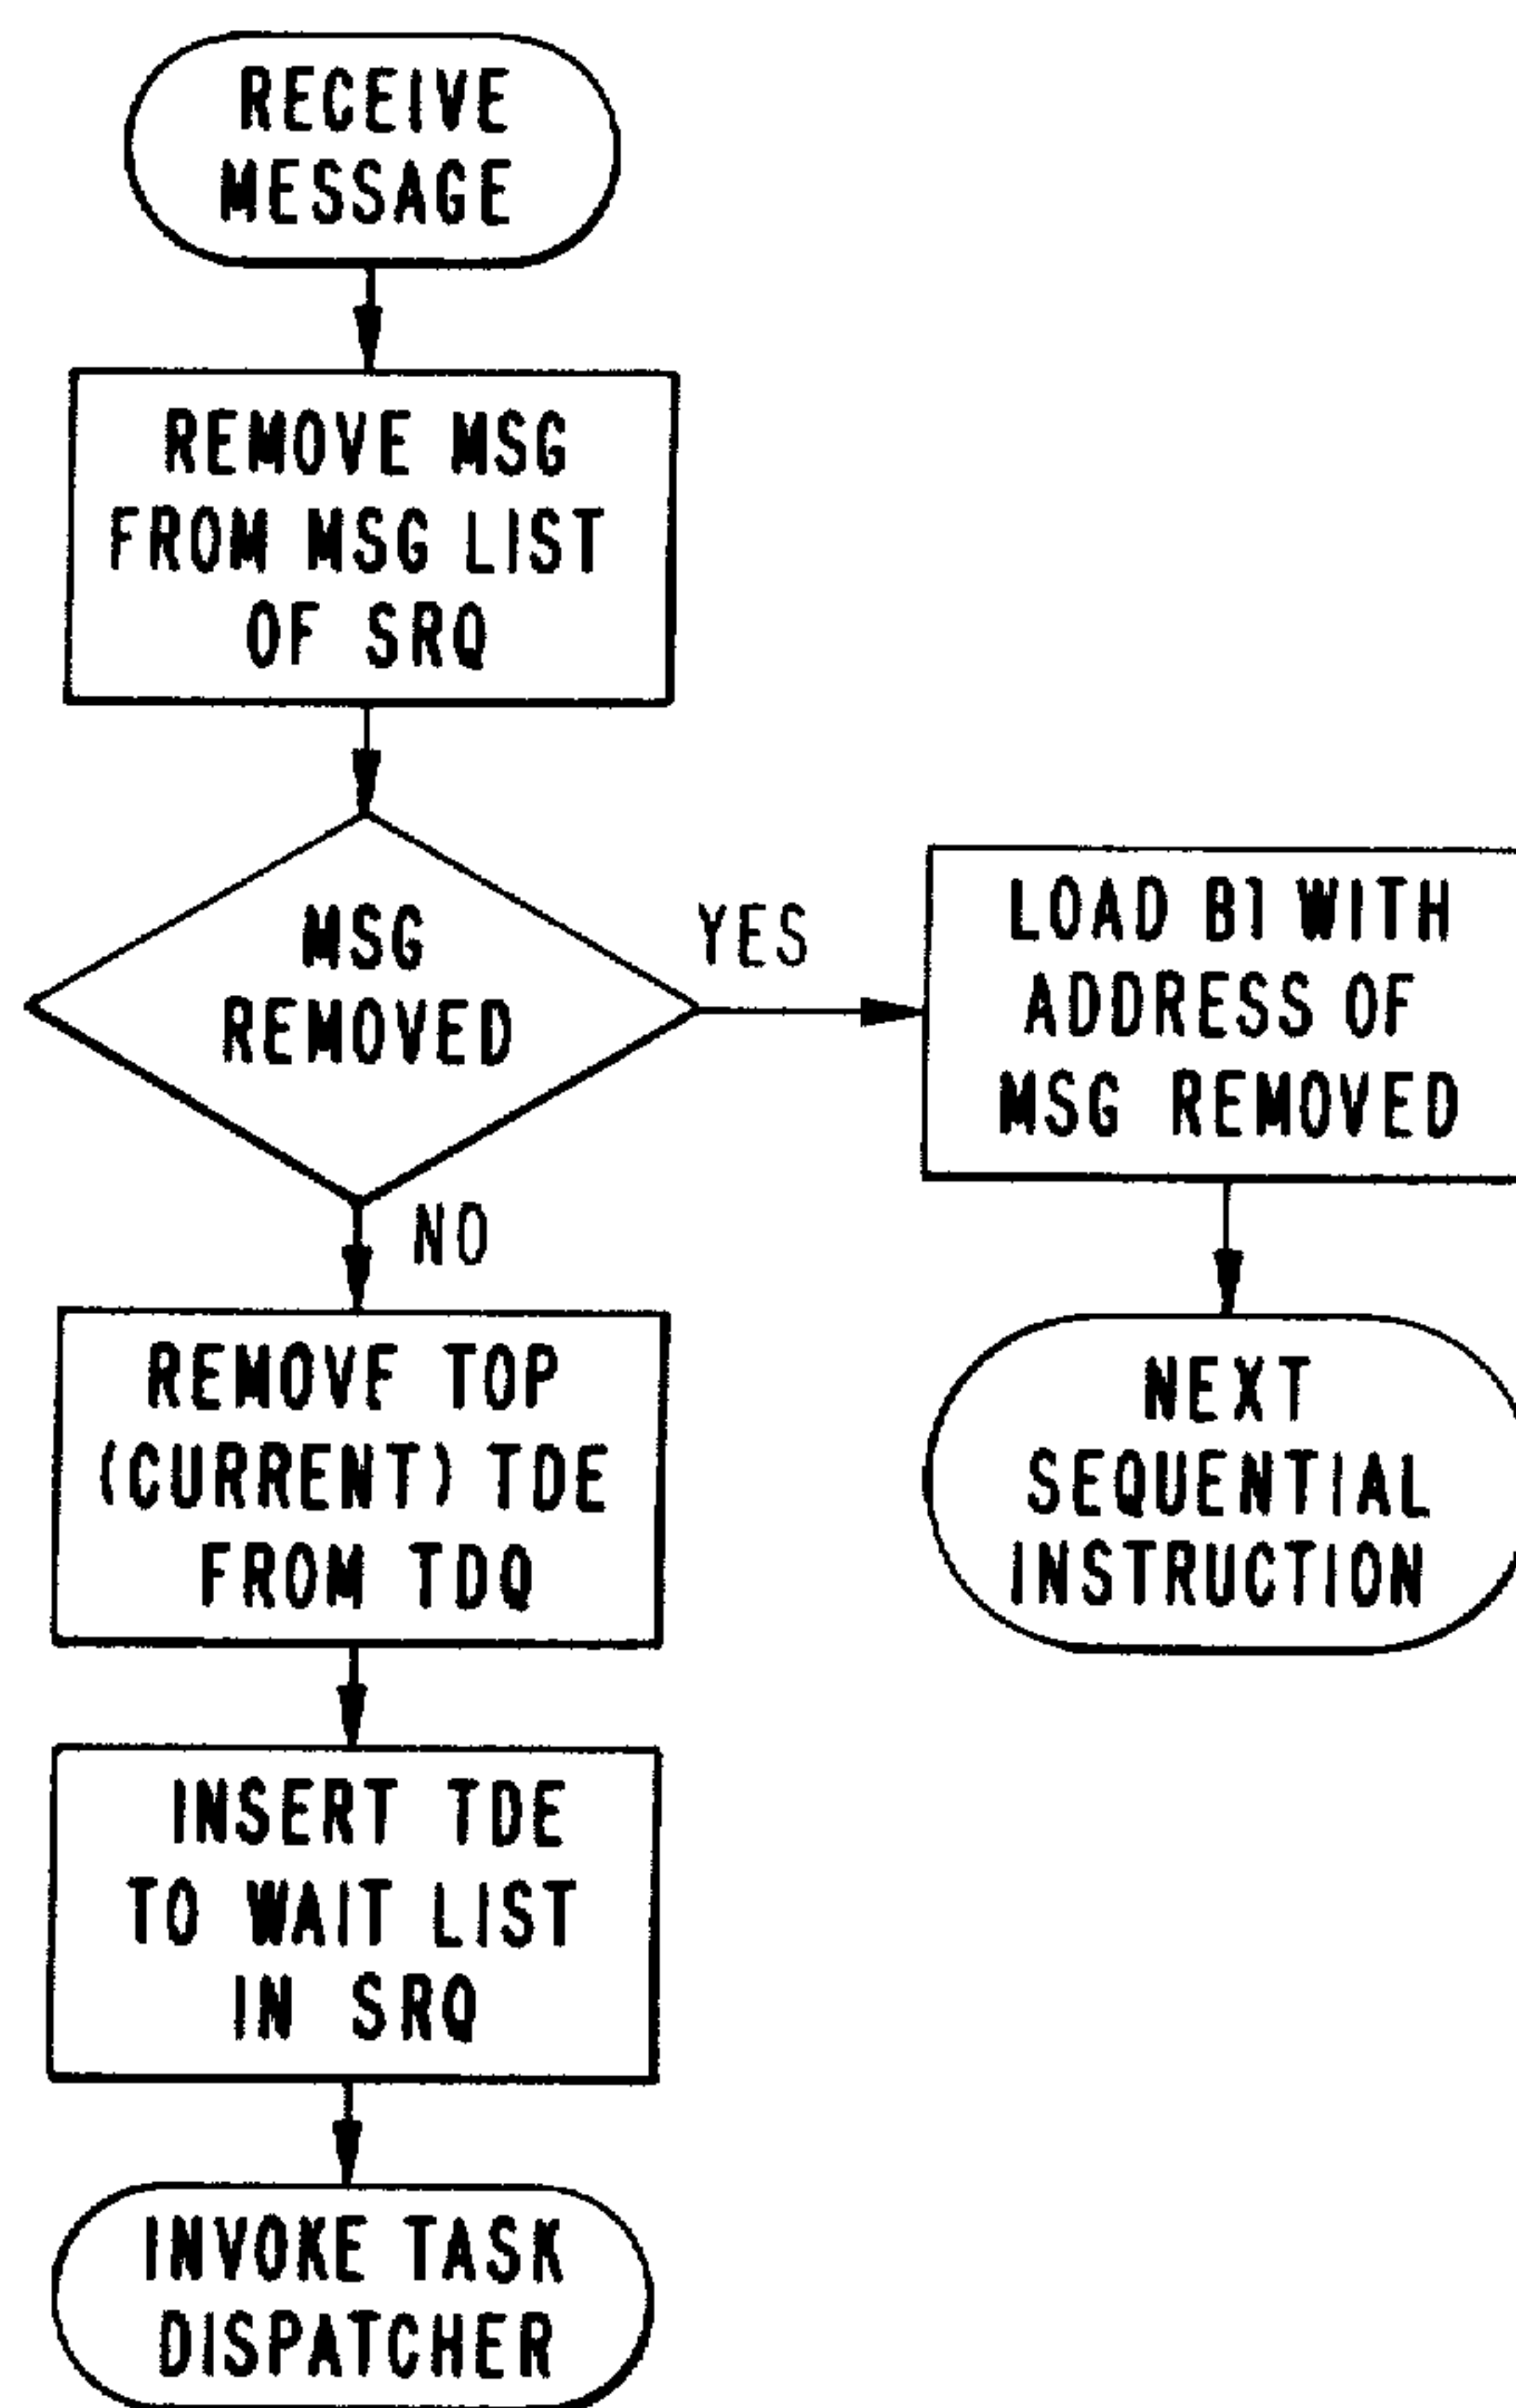 RECEIVE
MESSAGE
REMOVE MSG
FROM MSG LIST
OF SRQ
MSG
REMOVED
YES
LOAD B1 WITH
ADDRESS OF
MSG REMOVED
NO
REMOVE TOP
(CURRENT) TDE
FROM TDQ
NEXT
SEQUENTIAL
INSTRUCTION
INSERT TDE
TO WAIT LIST
IN SRQ
INVOKE TASK
DISPATCHER